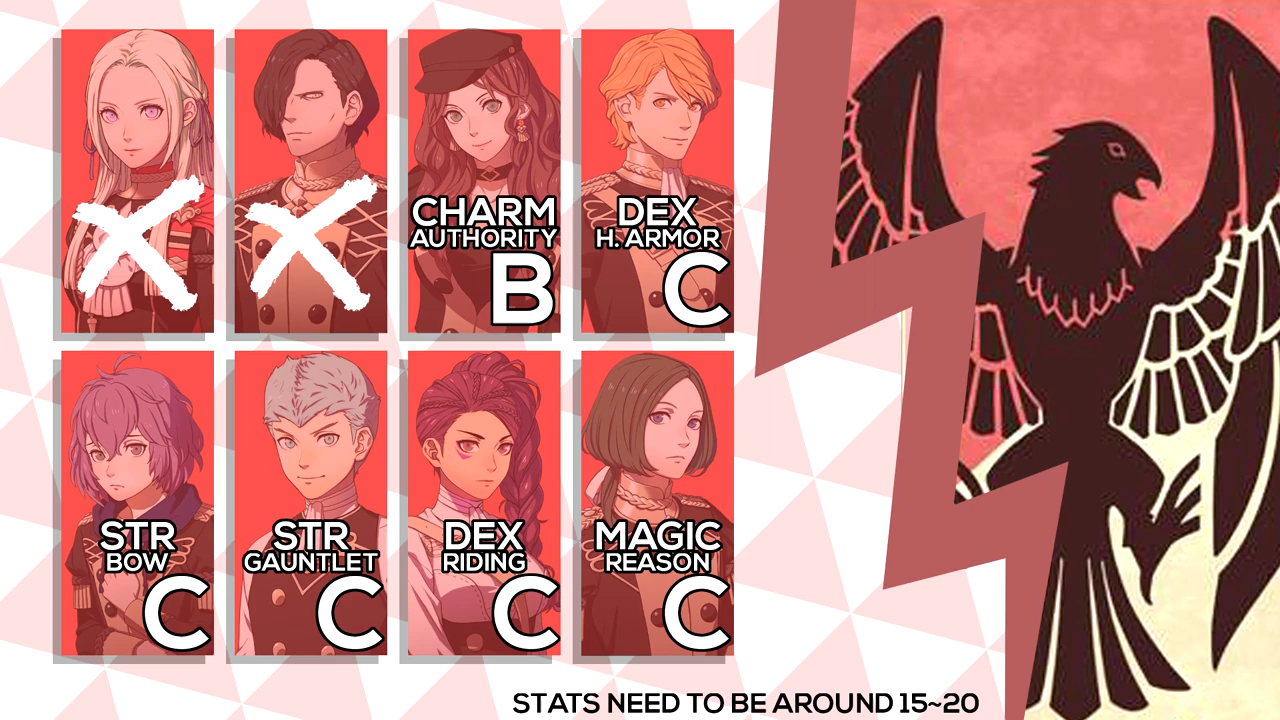 CHARM
AUTHORITY
B
DEX
H. ARMOR
C
STR
BOW
C
STR
GAUNTLET
C
DEX
RIDING
C
MAGIC
REASON
C
STATS NEED TO BE AROUND 15~20